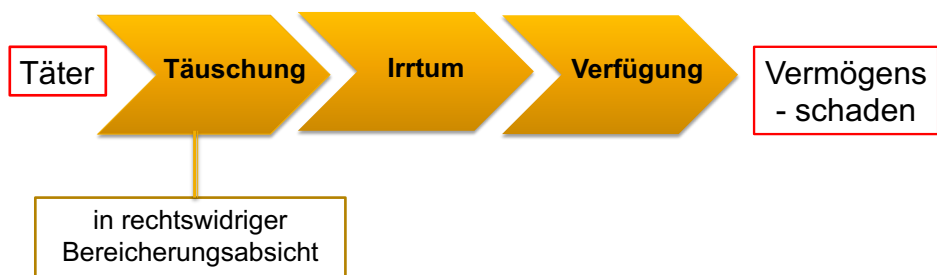 Täter
Täuschung
Irrtum
Verfügung
Vermögens
- schaden
in rechtswidriger
Bereicherungsabsicht